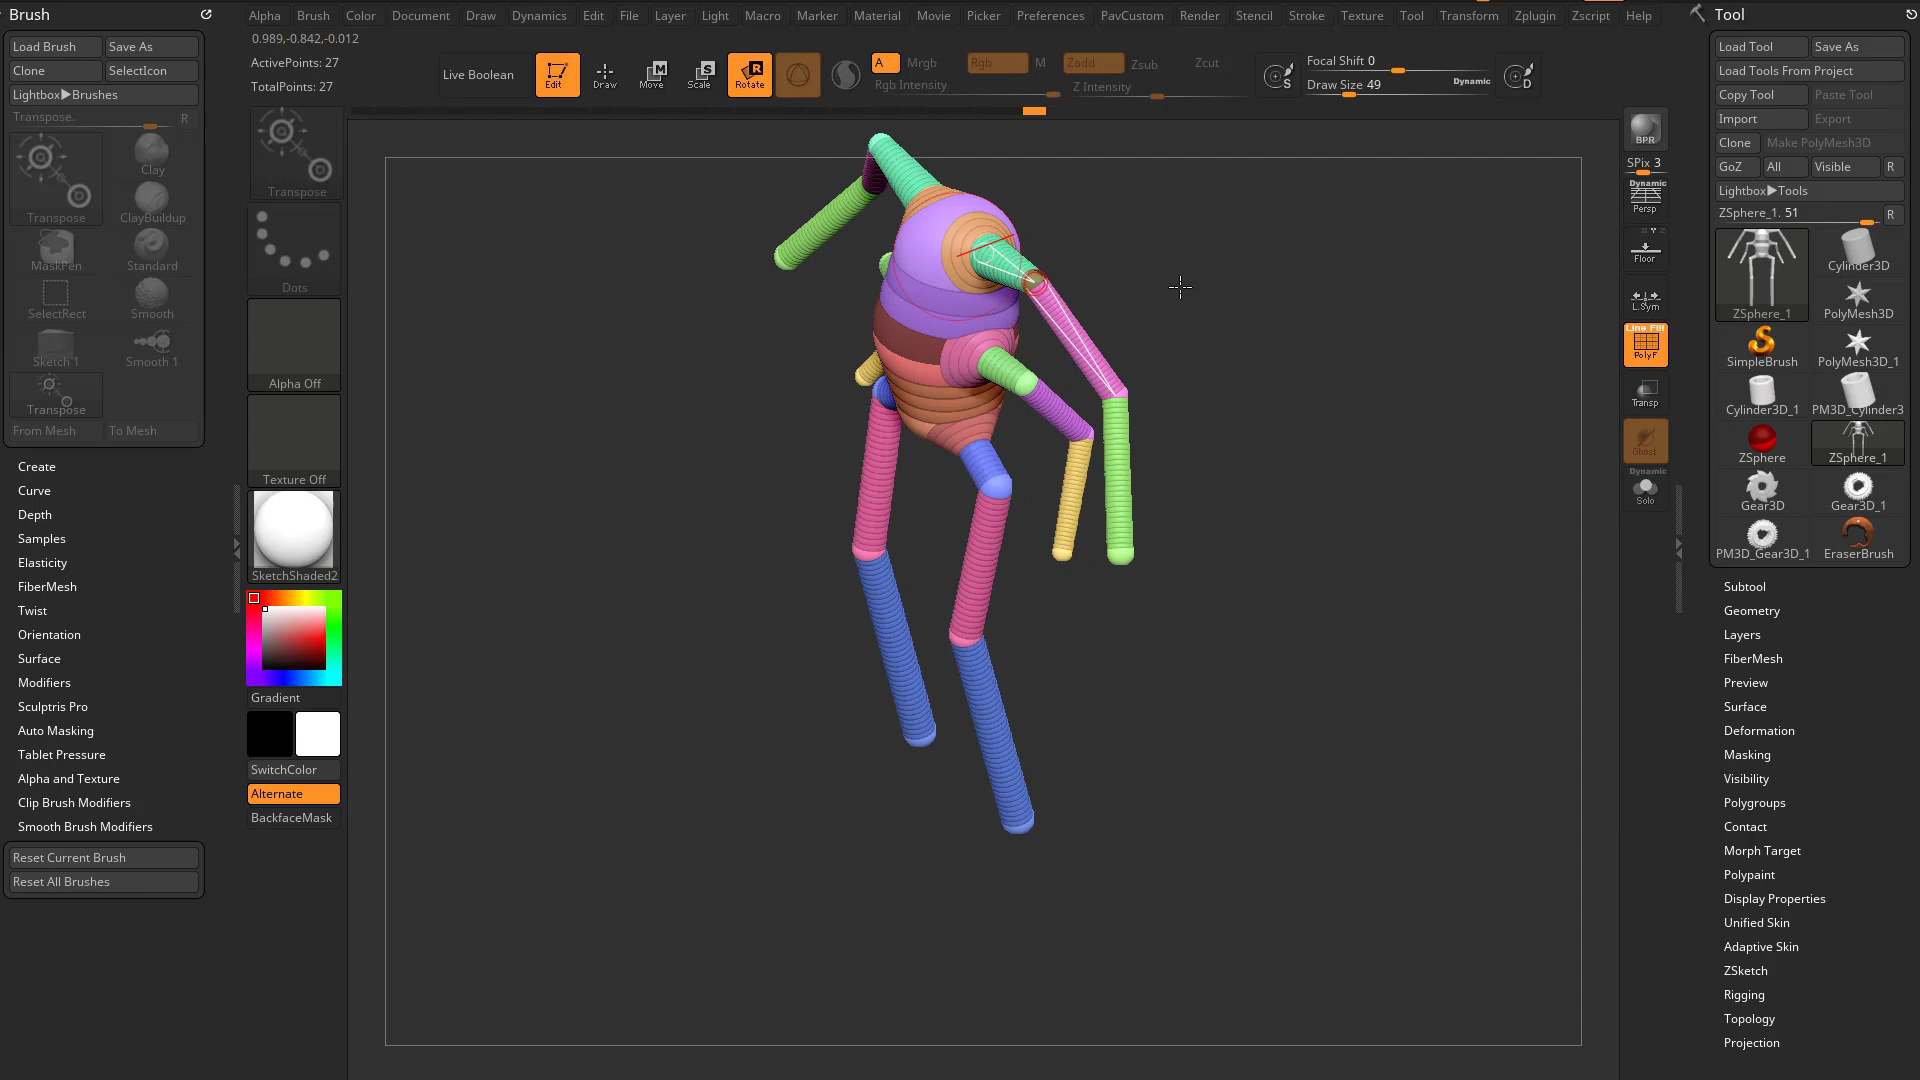 Brush
Load Brush
Save As
Clone
SelectIcon
Lightbox▶Brushes
Transpose.
R
Transpose
Clay
ClayBuildup
MaskPen
Standard
SelectRect
Smooth
Sketch 1
Smooth 1
Transpose
From Mesh
To Mesh
Create
Curve
Depth
Samples
Elasticity
FiberMesh
Twist
Orientation
Surface
Modifiers
Sculptris Pro
Auto Masking
Tablet Pressure
Alpha and Texture
Clip Brush Modifiers
Smooth Brush Modifiers
Reset Current Brush
Reset All Brushes
Alpha Brush Color Document Draw Dynamics Edit File Layer Light Macro Marker Material Movie Picker Preferences PavCustom Render Stencil Stroke Texture Tool Transform Zplugin Zscript Help
0.989,-0.842,-0.012
ActivePoints: 27
TotalPoints: 27
Live Boolean
Edit
Draw
M
Move
S
Scale
R
Rotate
A
Mrgb
Rgb
M
Zadd
Zsub
Zcut
Rgb Intensity
Z Intensity
S
Focal Shift 0
Draw Size 49
Dynamic
D
Transpose
Dots
Alpha Off
Texture Off
SketchShaded2
Gradient
SwitchColor
Alternate
BackfaceMask
BPR
SPix 3
Dynamic
Persp
Floor
L.Sym
Line Fill
PolyF
Transp
Ghost
Dynamic
Solo
Tool
Load Tool
Save As
Load Tools From Project
Copy Tool
Paste Tool
Import
Export
Clone
Make PolyMesh3D
GoZ
All
Visible
R
Lightbox▶Tools
ZSphere_1. 51
R
ZSphere_1
Cylinder3D
PolyMesh3D
SimpleBrush
PolyMesh3D_1
Cylinder3D_1
PM3D_Cylinder3
ZSphere
ZSphere_1
Gear3D
Gear3D_1
PM3D_Gear3D_1
EraserBrush
Subtool
Geometry
Layers
FiberMesh
Preview
Surface
Deformation
Masking
Visibility
Polygroups
Contact
Morph Target
Polypaint
Display Properties
Unified Skin
Adaptive Skin
ZSketch
Rigging
Topology
Projection